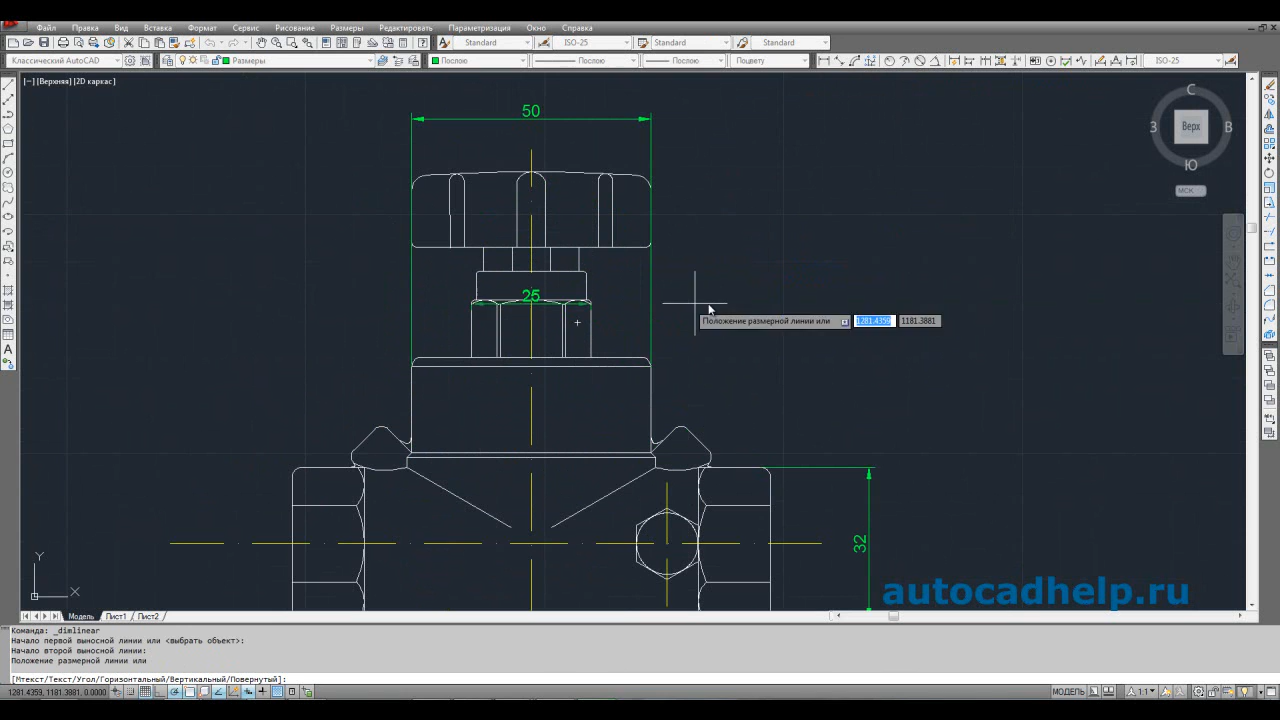 Файл Правка Вид Вставка Формат Сервис Рисование Размеры Редактировать Параметризация Окно Справка
Standard ISO-25 Standard Standard
Классический AutoCAD Размеры Послою Послою Послою Поцвету ISO-25
[−][Верхняя][2D каркас]
С
З Верх В
Ю
МСК
50
25
Положение размерной линии или 1281.4359 1181.3881
32
Y
X
autocadhelp.ru
Модель Лист1 Лист2
Команда: _dimlinear
Начало первой выносной линии или <выбрать объект>:
Начало второй выносной линии:
Положение размерной линии или
[Мтекст/Текст/Угол/Горизонтальный/Вертикальный/Повернутый]:
1281.4359, 1181.3881, 0.0000 МОДЕЛЬ 1:1